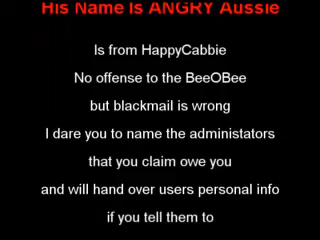 His Name Is ANGRY Aussie
Is from HappyCabbie
No offense to the BeeOBee
but blackmail is wrong
I dare you to name the administators
that you claim owe you
and will hand over users personal info
if you tell them to